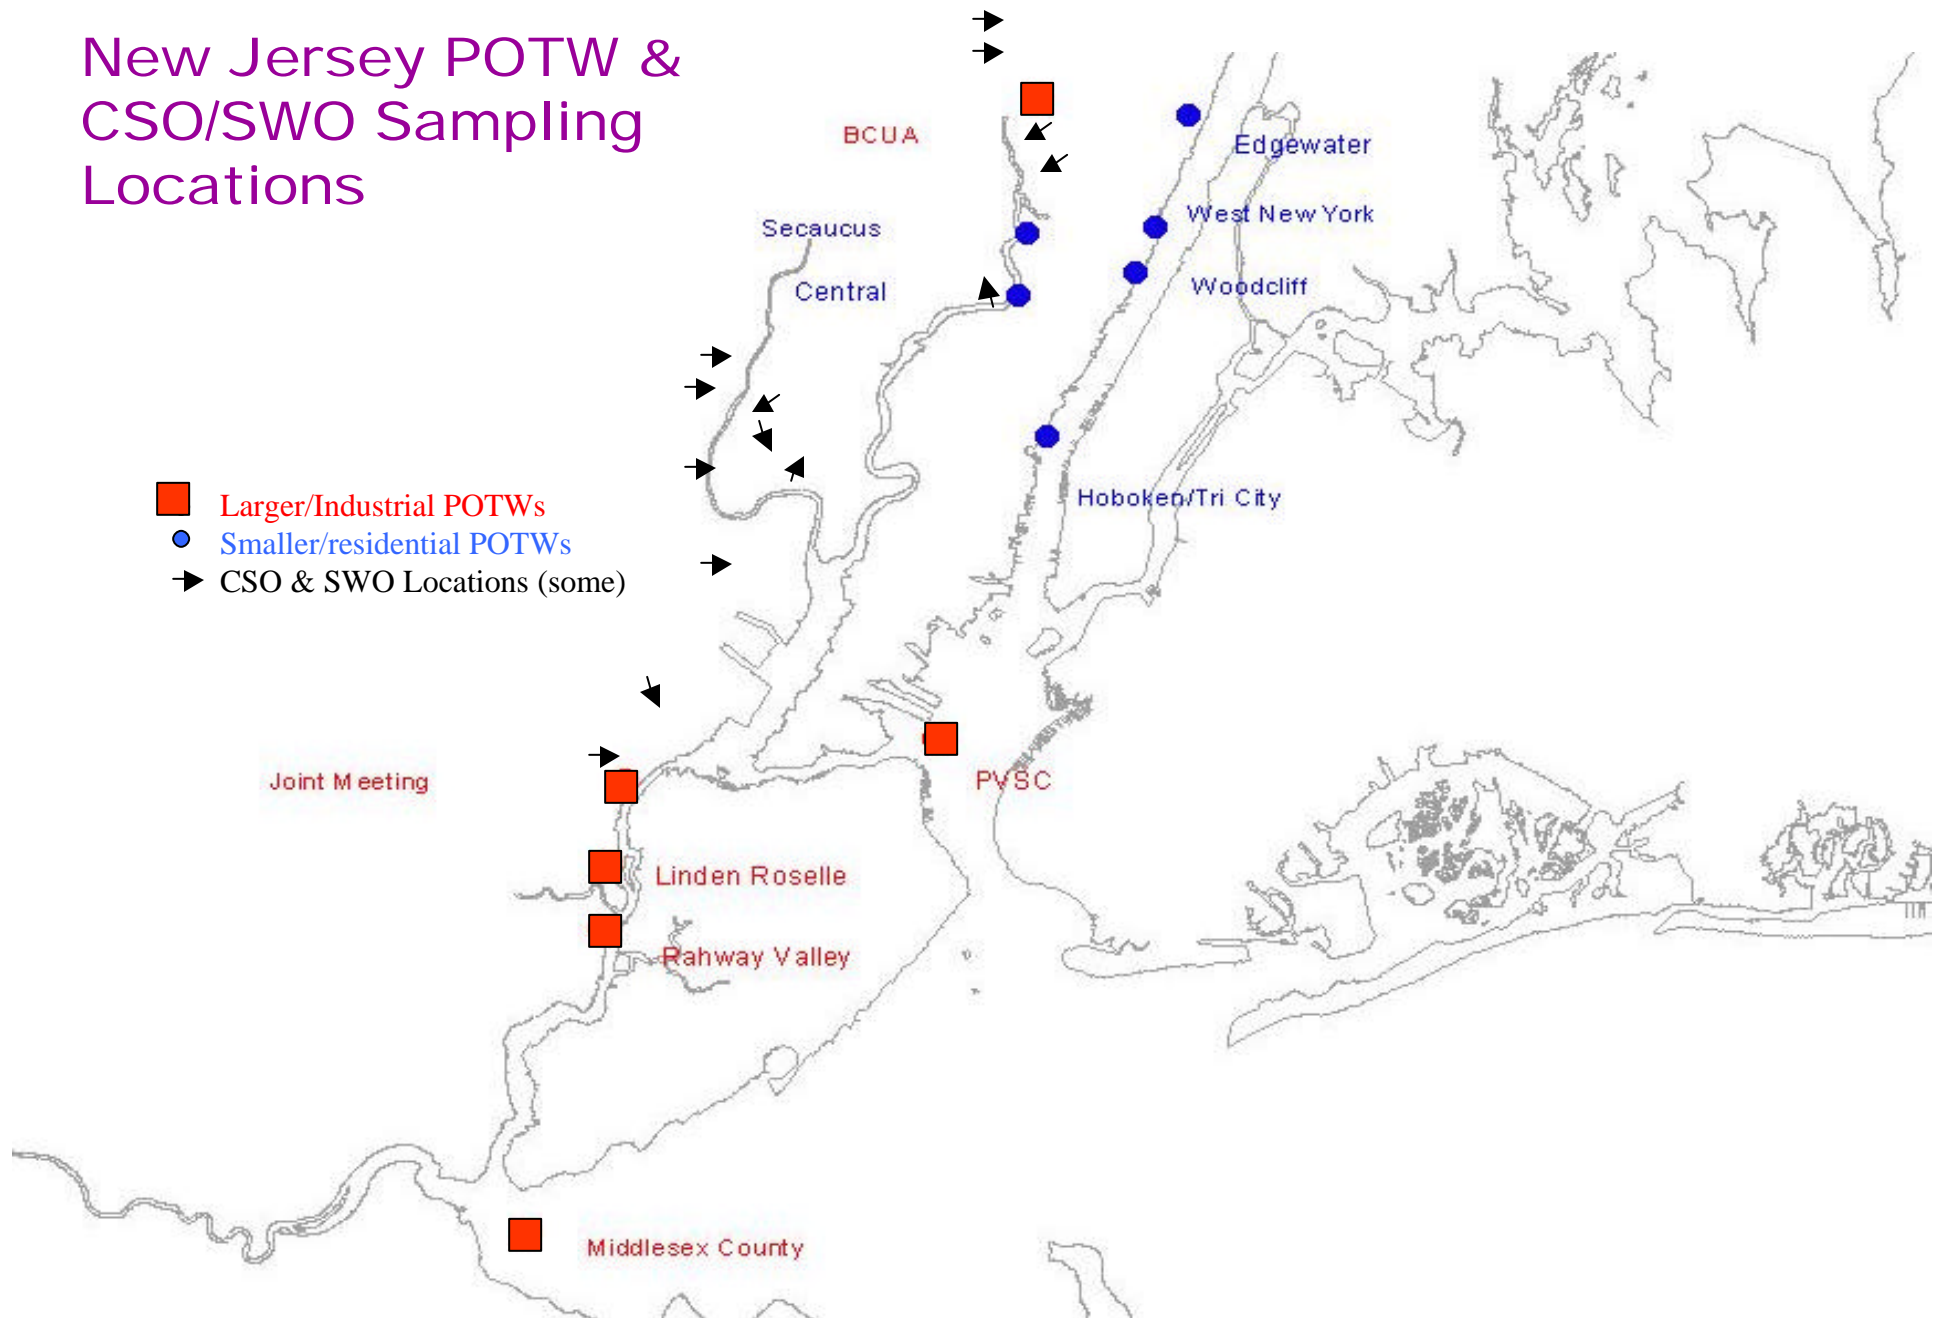 New Jersey POTW &
CSO/SWO Sampling
Locations
BCUA
Edgewater
West New York
Secaucus
Central
Woodcliff
Hoboken/Tri City
Larger/Industrial POTWs
Smaller/residential POTWs
CSO & SWO Locations (some)
Joint Meeting
PVSC
Linden Roselle
Rahway Valley
Middlesex County